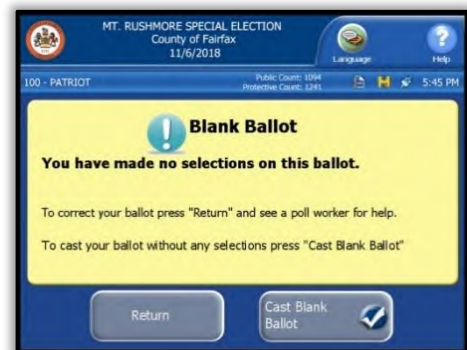 MT. RUSHMORE SPECIAL ELECTION
County of Fairfax
11/6/2018
Language
Help
100 - PATRIOT
Public Count: 1094
Protective Count: 1241
5:45 PM
Blank Ballot
You have made no selections on this ballot.
To correct your ballot press "Return" and see a poll worker for help.
To cast your ballot without any selections press "Cast Blank Ballot"
Return
Cast Blank
Ballot